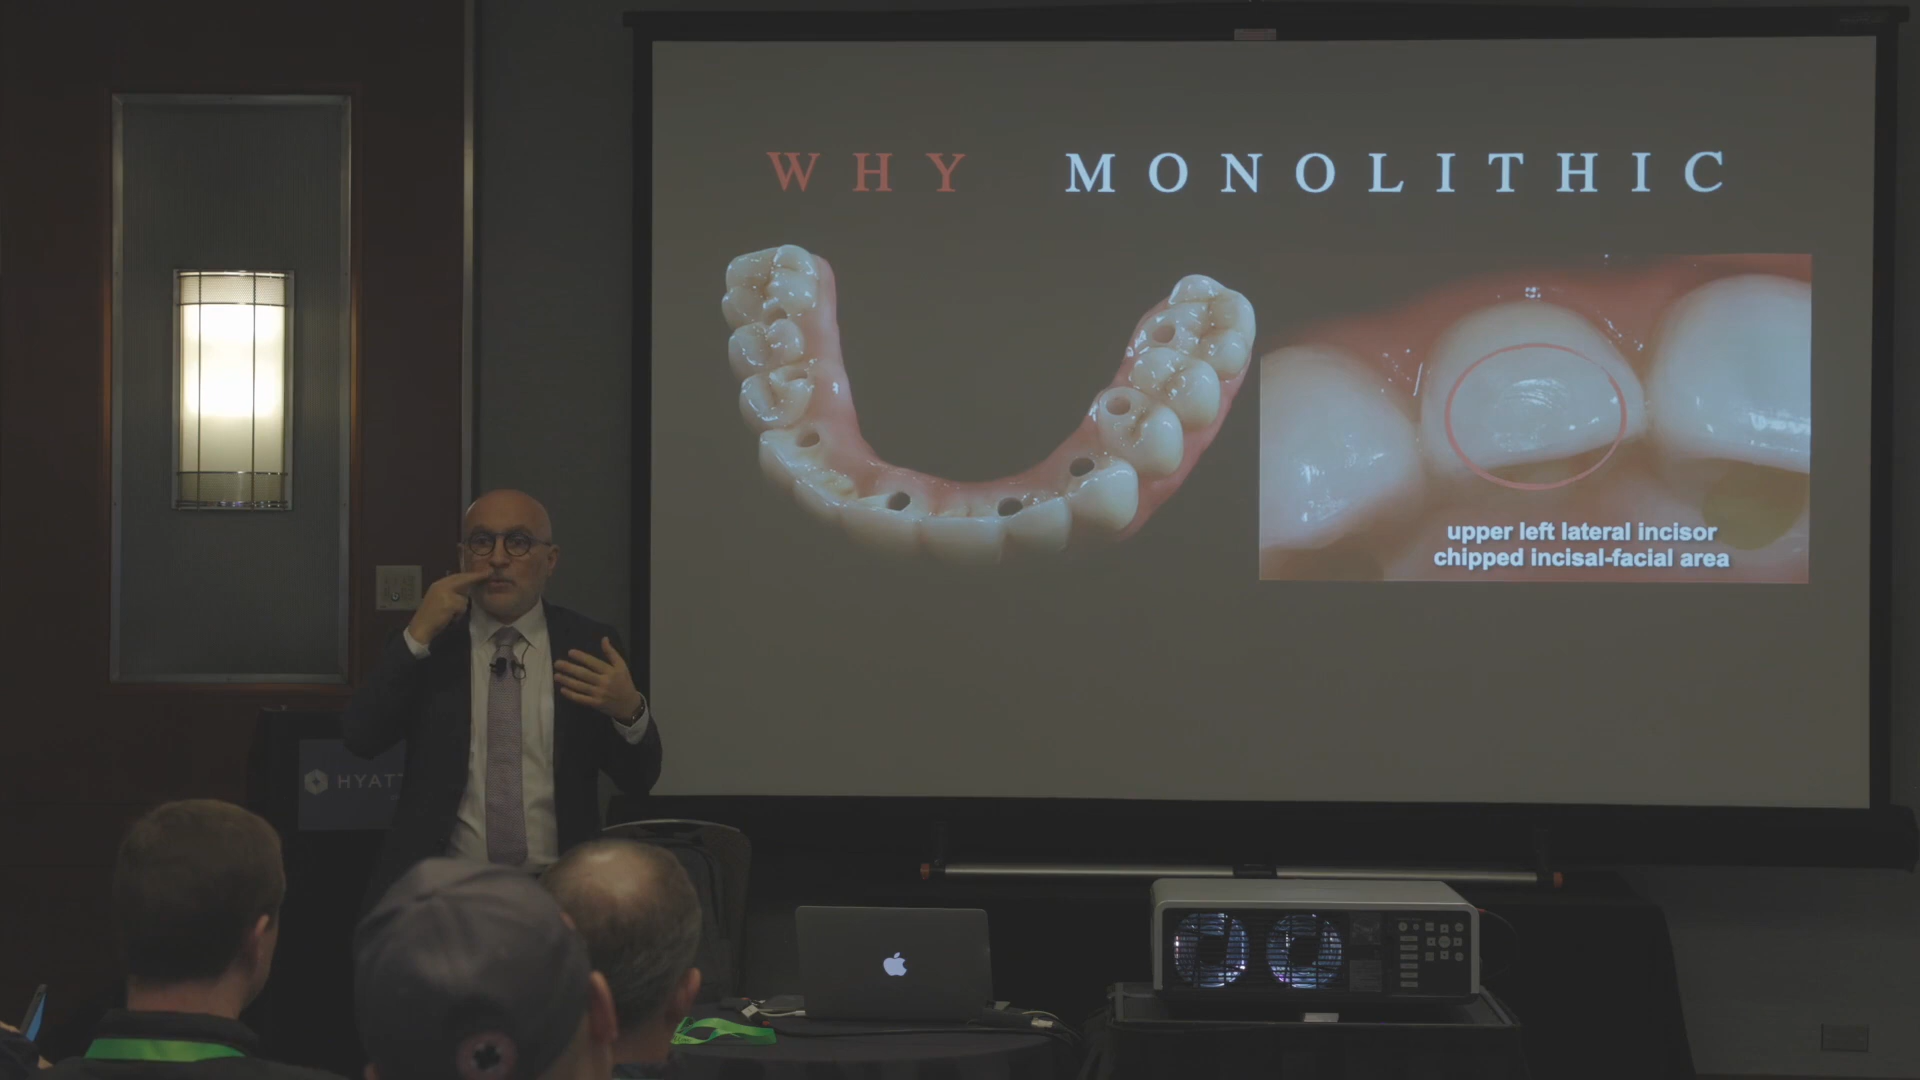 WHY MONOLITHIC
upper left lateral incisor
chipped incisal-facial area
HYATT